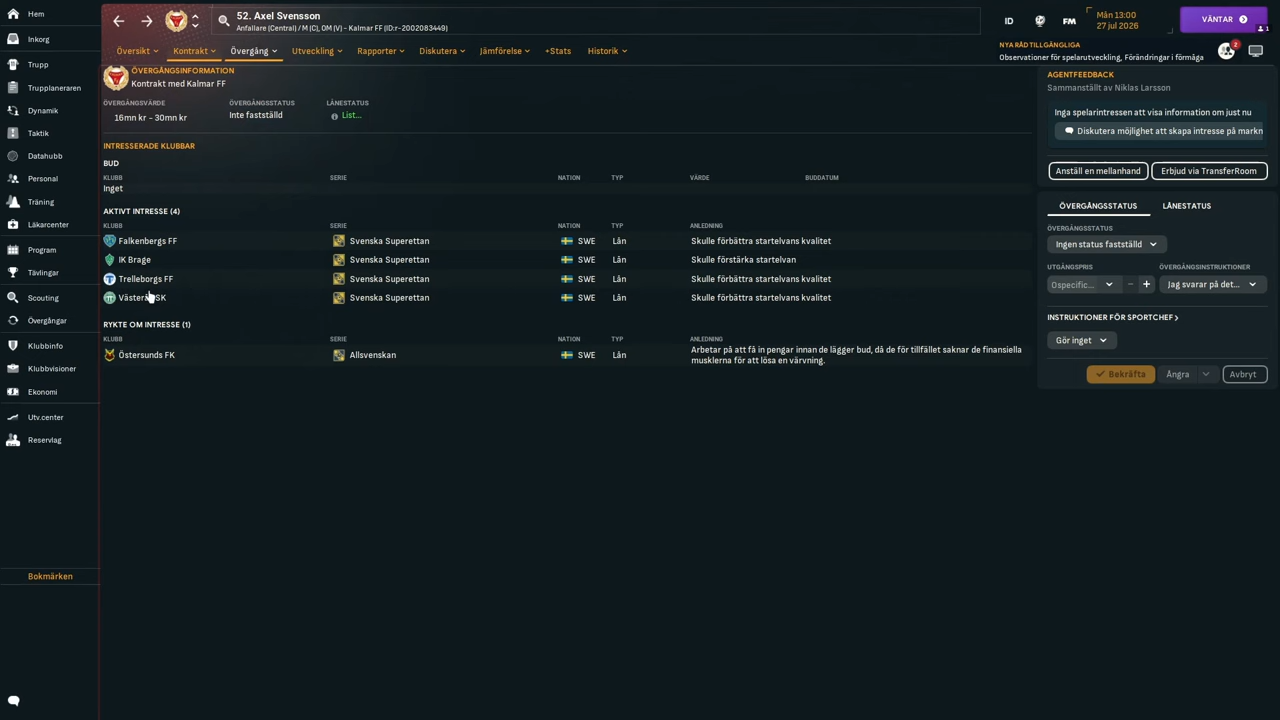 Hem
Inkorg
Trupp
Trupplaneraren
Dynamik
Taktik
Datahubb
Personal
Träning
Läkarcenter
Program
Tävlingar
Scouting
Övergångar
Klubbinfo
Klubbvisioner
Ekonomi
Utv.center
Reservlag
Bokmärken
52. Axel Svensson
Anfallare (Central) / M (C), OM (V) - Kalmar FF (ID:r-2002083449)
ID
FM
Mån 13:00
27 jul 2026
VÄNTAR
1
Översikt
Kontrakt
Övergång
Utveckling
Rapporter
Diskutera
Jämförelse
+Stats
Historik
NYA RÅD TILLGÄNGLIGA
Observationer för spelarutveckling, Förändringar i förmåga
2
ÖVERGÅNGSINFORMATION
Kontrakt med Kalmar FF
ÖVERGÅNGSVÄRDE ÖVERGÅNGSSTATUS LÅNESTATUS
16mn kr - 30mn kr Inte fastställd List...
INTRESSERADE KLUBBAR
BUD
KLUBB SERIE NATION TYP VÄRDE BUDDATUM
Inget
AKTIVT INTRESSE (4)
KLUBB SERIE NATION TYP ANLEDNING
Falkenbergs FF Svenska Superettan SWE Lån Skulle förbättra startelvans kvalitet
IK Brage Svenska Superettan SWE Lån Skulle förstärka startelvan
Trelleborgs FF Svenska Superettan SWE Lån Skulle förbättra startelvans kvalitet
Västerå SK Svenska Superettan SWE Lån Skulle förbättra startelvans kvalitet
RYKTE OM INTRESSE (1)
KLUBB SERIE NATION TYP ANLEDNING
Östersunds FK Allsvenskan SWE Lån Arbetar på att få in pengar innan de lägger bud, då de för tillfället saknar de finansiella
musklerna för att lösa en värvning.
AGENTFEEDBACK
Sammanställt av Niklas Larsson
Inga spelarintressen att visa information om just nu
Diskutera möjlighet att skapa intresse på markn
Anställ en mellanhand
Erbjud via TransferRoom
ÖVERGÅNGSSTATUS LÅNESTATUS
ÖVERGÅNGSSTATUS
Ingen status fastställd
UTGÅNGSPRIS ÖVERGÅNGSINSTRUKTIONER
Ospecific... − + Jag svarar på det...
INSTRUKTIONER FÖR SPORTCHEF >
Gör inget
Bekräfta Ångra Avbryt